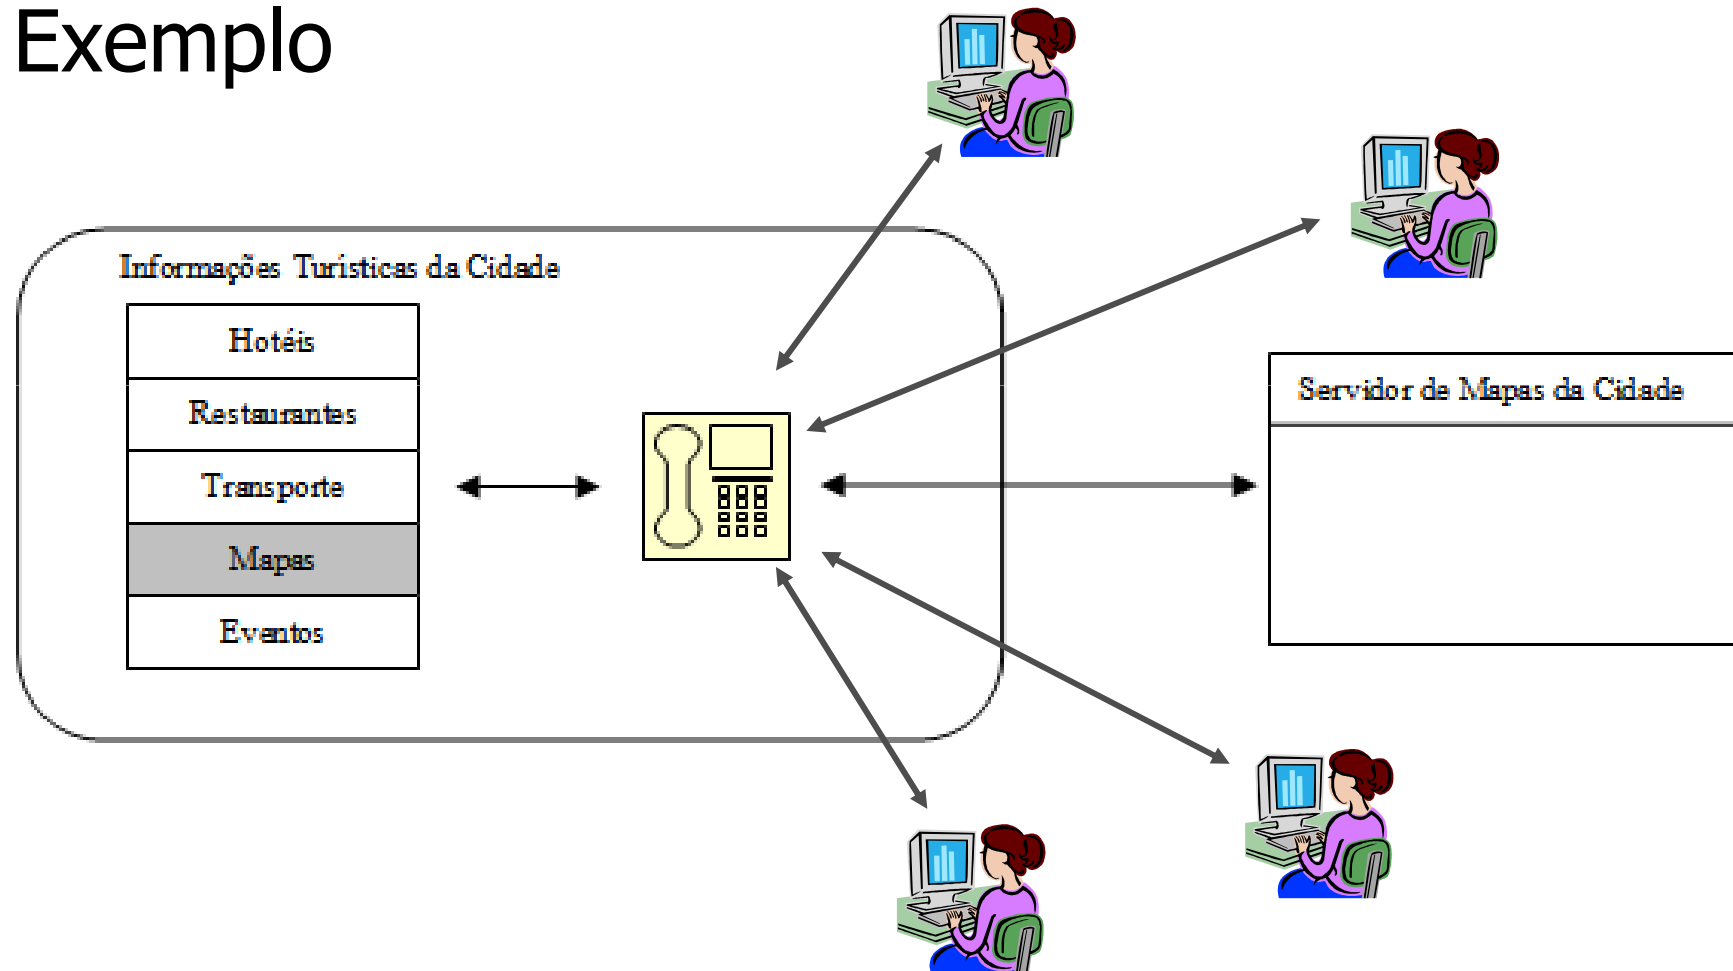 Exemplo
Informações Turísticas da Cidade
Hotéis
Restaurantes
Transporte
Mapas
Eventos
Servidor de Mapas da Cidade